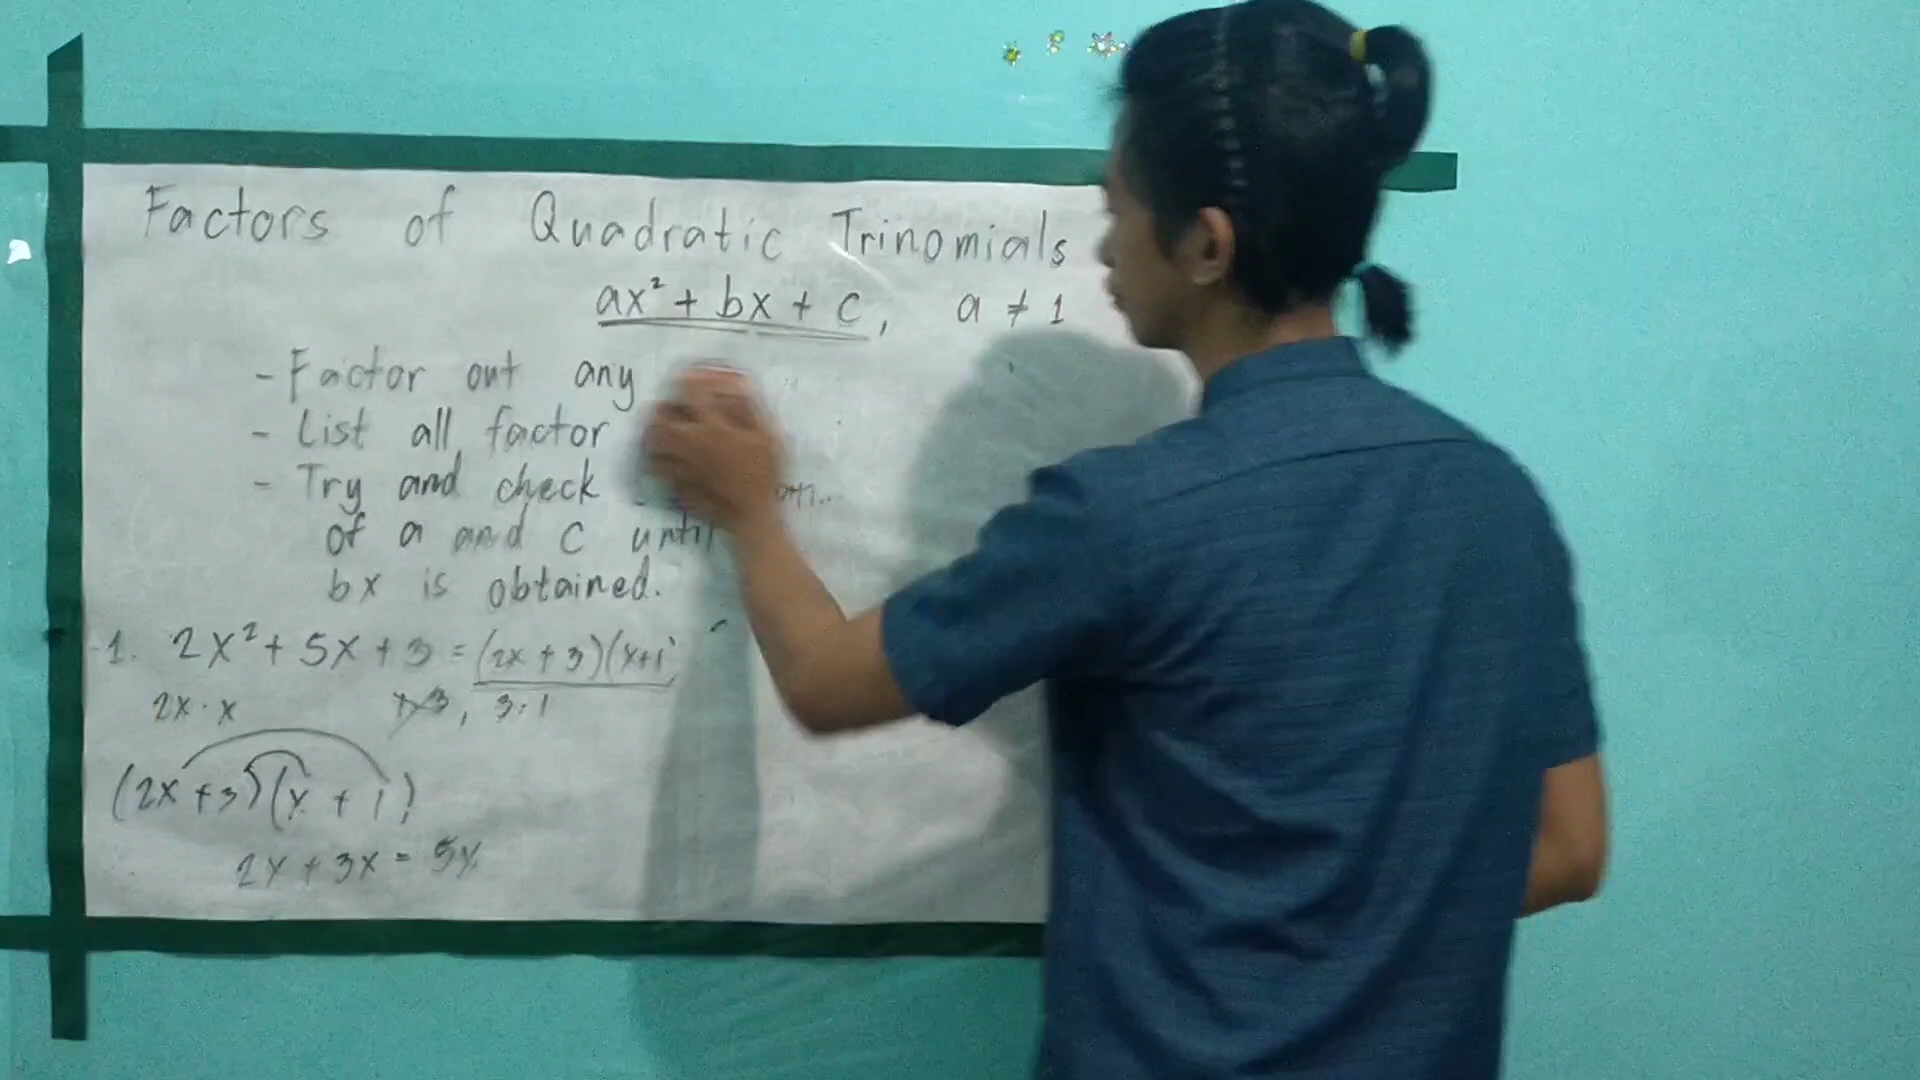 Factors of Quadratic Trinomials
ax² + bx + c, a ≠ 1
- Factor out any
- List all factor
- Try and check
of a and c until
bx is obtained.
1. 2x² + 5x + 3 = (2x + 3)(x+1)
2x · x 1·3, 3·1
(2x +3)(x + 1)
2x + 3x = 5x